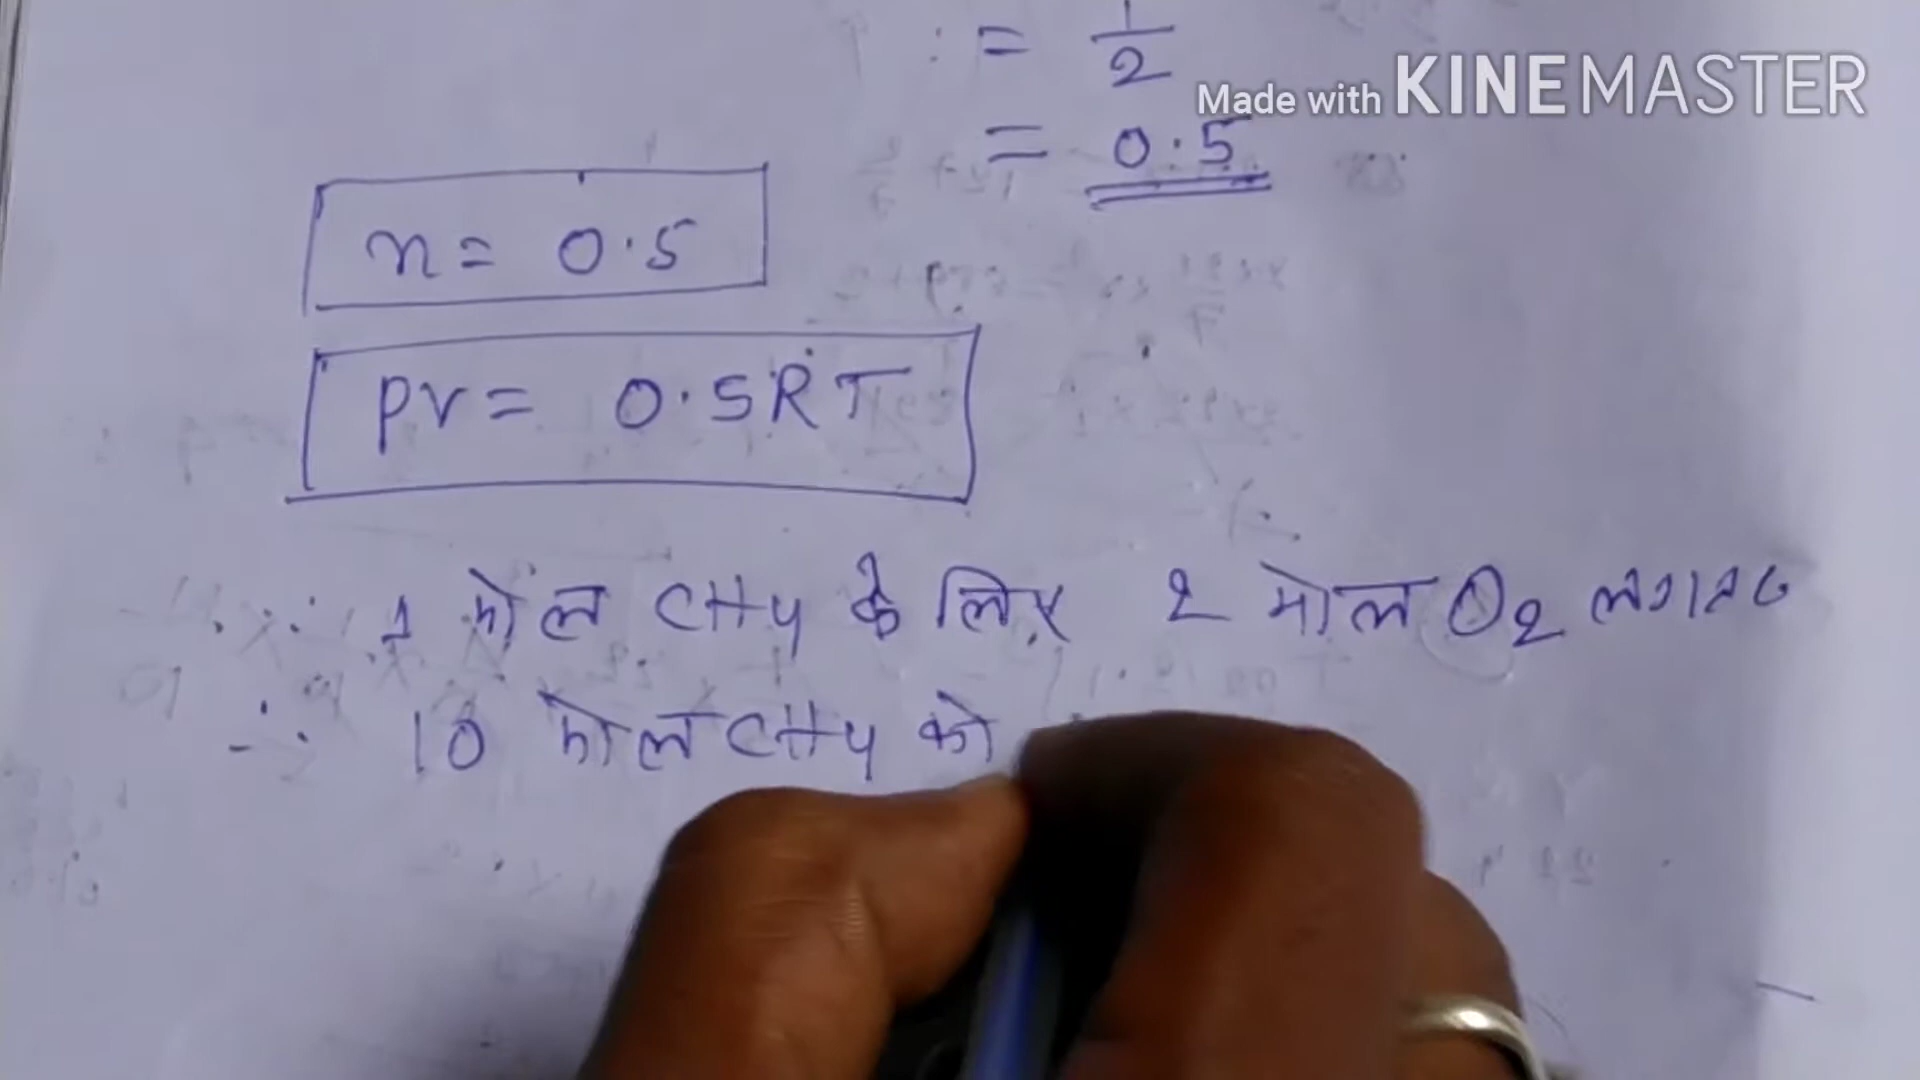 = 1/2
Made with KINEMASTER
= 0.5
n = 0.5
PV = 0.5RT
∵ 1 मोल CH4 के लिए 2 मोल O2 लगता
∴ 10 मोल CH4 को